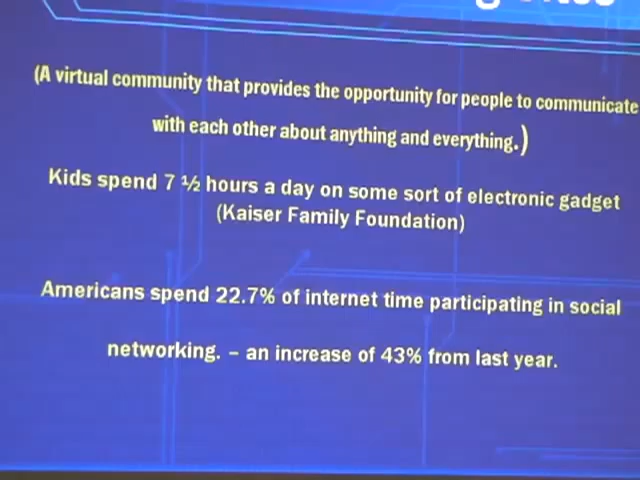 (A virtual community that provides the opportunity for people to communicate
with each other about anything and everything.)
Kids spend 7 ½ hours a day on some sort of electronic gadget
(Kaiser Family Foundation)
Americans spend 22.7% of internet time participating in social
networking. – an increase of 43% from last year.